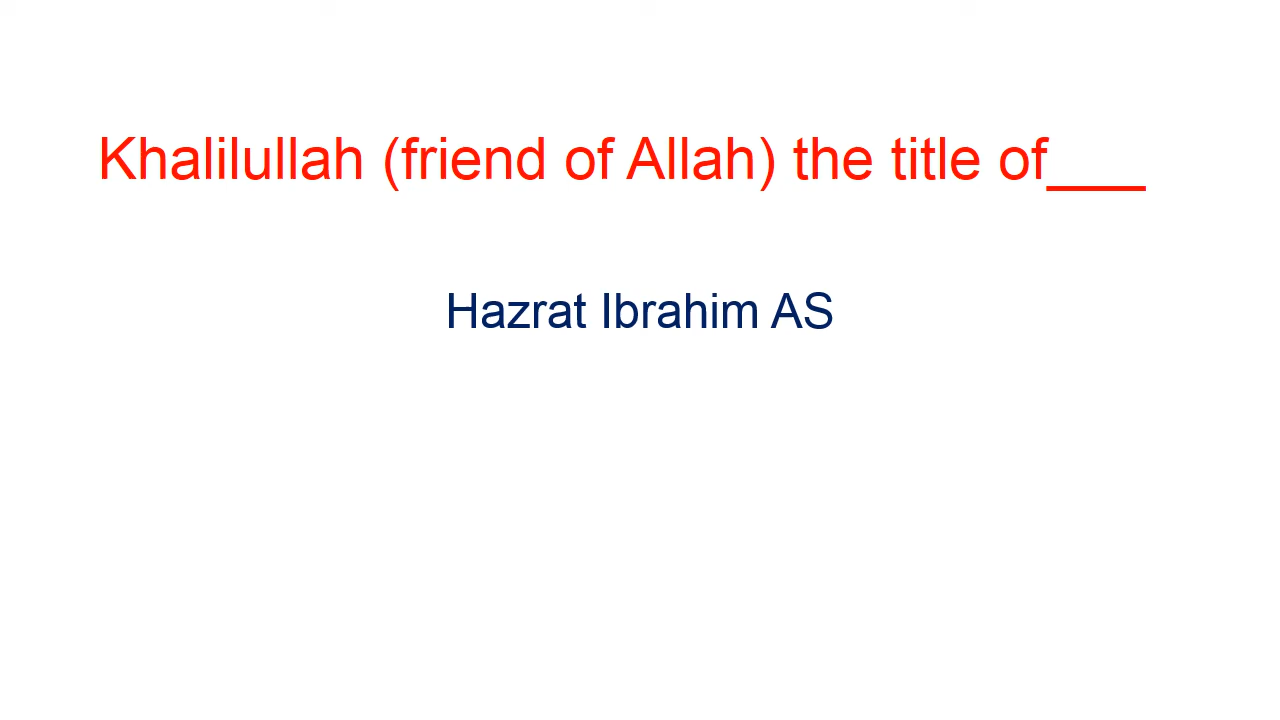 Khalilullah (friend of Allah) the title of___
Hazrat Ibrahim AS